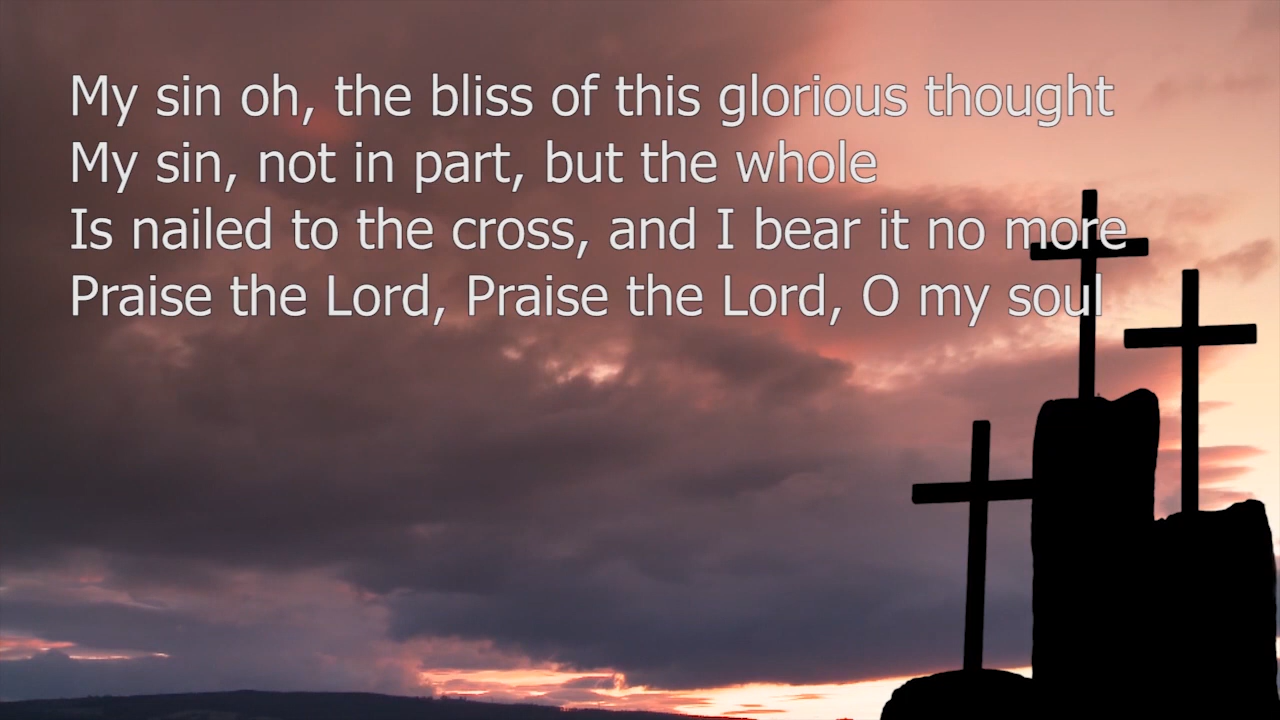 My sin oh, the bliss of this glorious thought
My sin, not in part, but the whole
Is nailed to the cross, and I bear it no more
Praise the Lord, Praise the Lord, O my soul